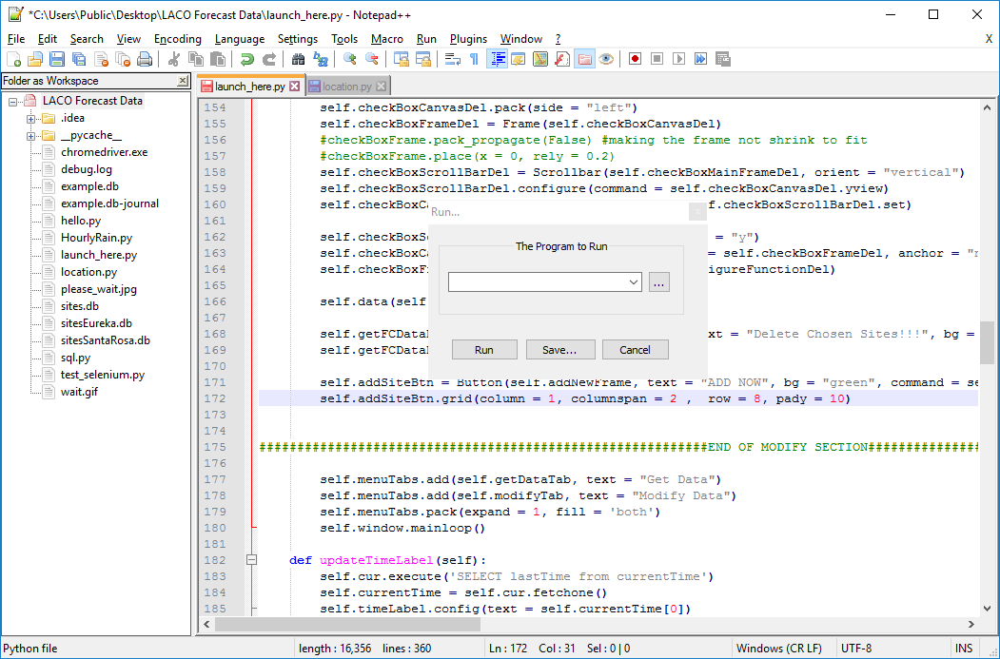 *C:\Users\Public\Desktop\LACO Forecast Data\launch_here.py - Notepad++
File Edit Search View Encoding Language Settings Tools Macro Run Plugins Window ? X
Folder as Workspace
launch_here.py location.py
LACO Forecast Data
.idea
__pycache__
chromedriver.exe
debug.log
example.db
example.db-journal
hello.py
HourlyRain.py
launch_here.py
location.py
please_wait.jpg
sites.db
sitesEureka.db
sitesSantaRosa.db
sql.py
test_selenium.py
wait.gif
154 self.checkBoxCanvasDel.pack(side = "left")
155 self.checkBoxFrameDel = Frame(self.checkBoxCanvasDel)
156 #checkBoxFrame.pack_propagate(False) #making the frame not shrink to fit
157 #checkBoxFrame.place(x = 0, rely = 0.2)
158 self.checkBoxScrollBarDel = Scrollbar(self.checkBoxMainFrameDel, orient = "vertical")
159 self.checkBoxScrollBarDel.configure(command = self.checkBoxCanvasDel.yview)
160 self.checkBoxCa f.checkBoxScrollBarDel.set)
161
162 self.checkBoxS = "y")
163 self.checkBoxCa = self.checkBoxFrameDel, anchor = "n
164 self.checkBoxF igureFunctionDel)
165
166 self.data(self
167
168 self.getFCData xt = "Delete Chosen Sites!!!", bg =
169 self.getFCData
170
171 self.addSiteBtn = Button(self.addNewFrame, text = "ADD NOW", bg = "green", command = se
172 self.addSiteBtn.grid(column = 1, columnspan = 2 , row = 8, pady = 10)
173
174
175 ###########################################################END OF MODIFY SECTION###############
176
177 self.menuTabs.add(self.getDataTab, text = "Get Data")
178 self.menuTabs.add(self.modifyTab, text = "Modify Data")
179 self.menuTabs.pack(expand = 1, fill = 'both')
180 self.window.mainloop()
181
182 def updateTimeLabel(self):
183 self.cur.execute('SELECT lastTime from currentTime')
184 self.currentTime = self.cur.fetchone()
185 self.timeLabel.config(text = self.currentTime[0])
Run...
The Program to Run
...
Run Save... Cancel
Python file length : 16,356 lines : 360 Ln : 172 Col : 31 Sel : 0 | 0 Windows (CR LF) UTF-8 INS